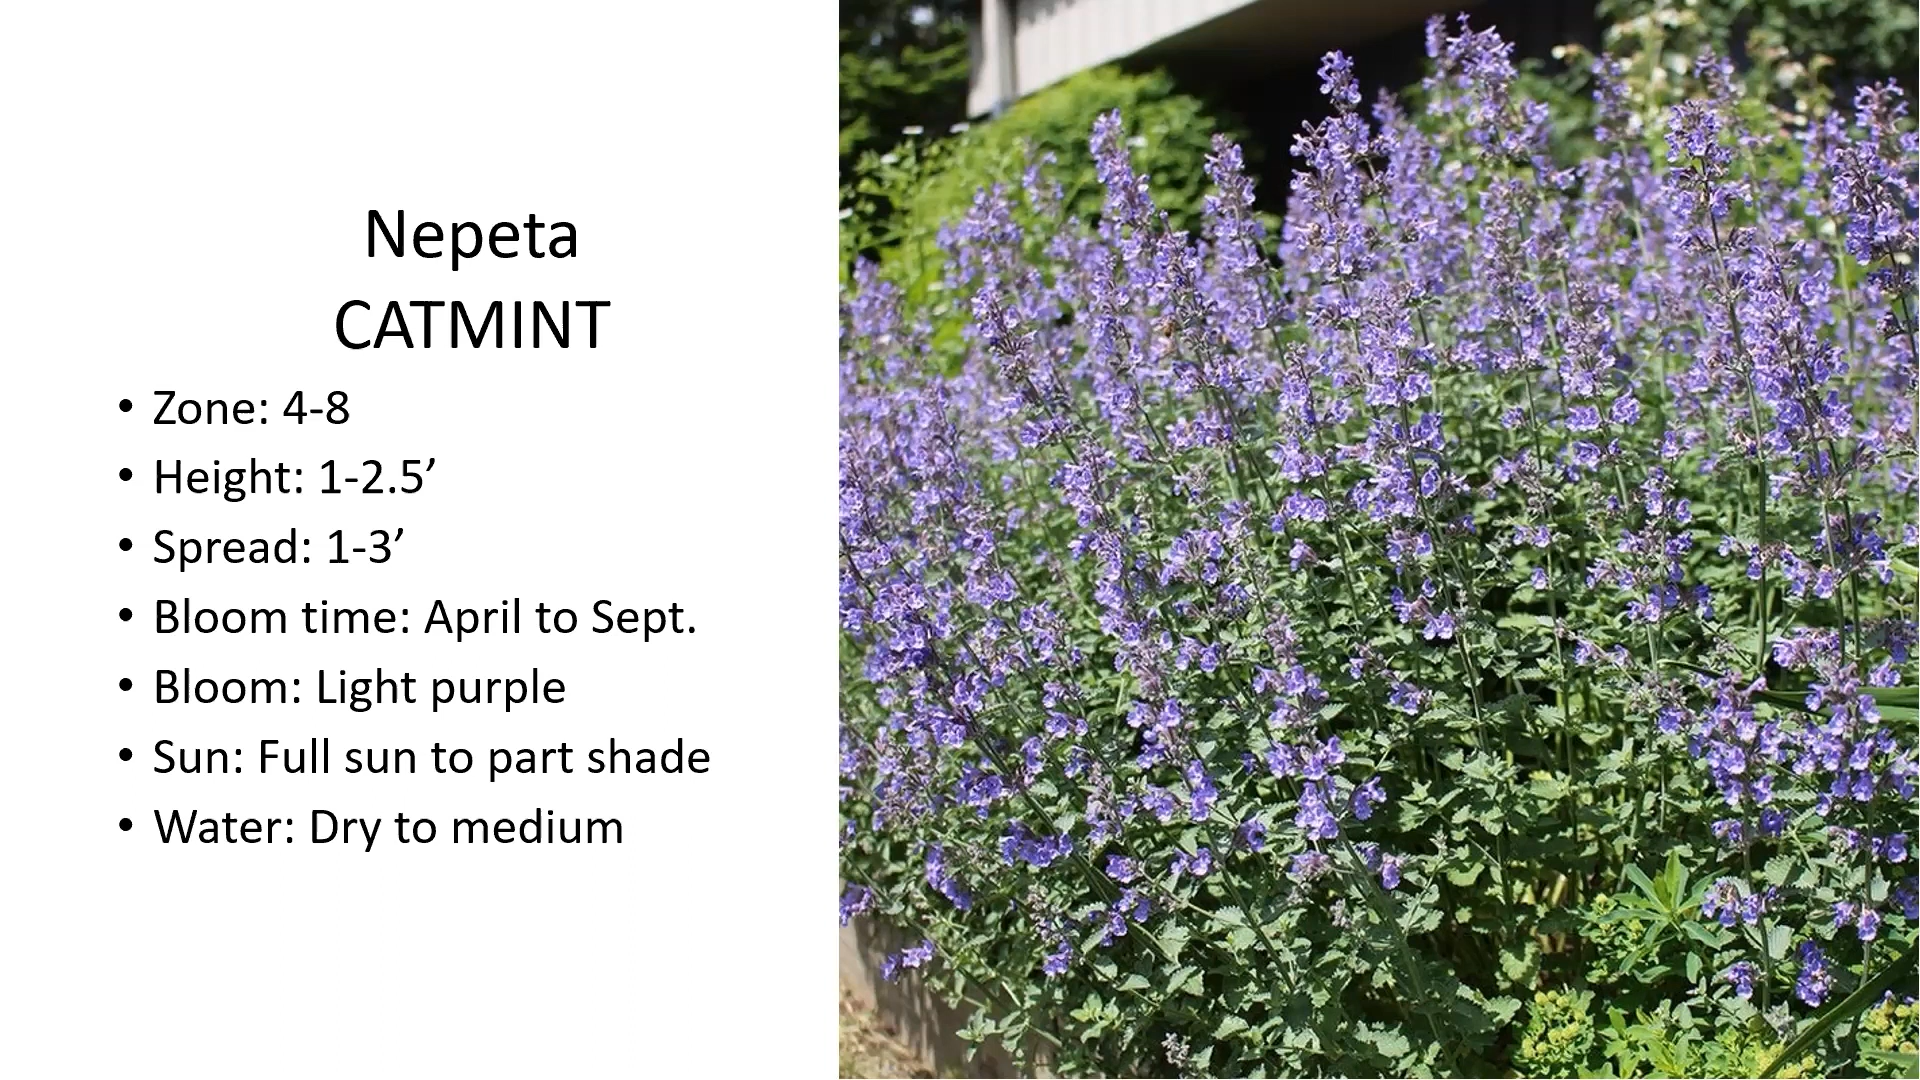 Nepeta
CATMINT
• Zone: 4-8
• Height: 1-2.5’
• Spread: 1-3’
• Bloom time: April to Sept.
• Bloom: Light purple
• Sun: Full sun to part shade
• Water: Dry to medium